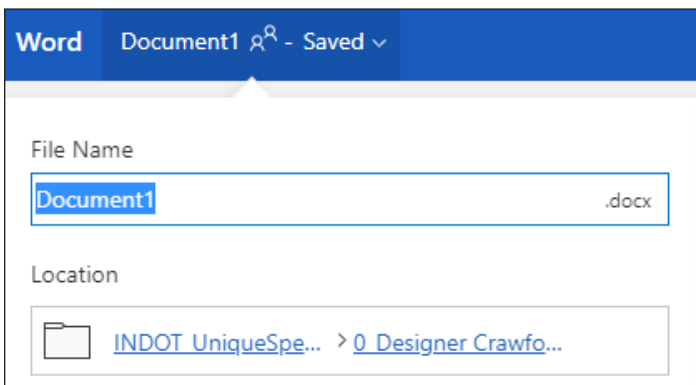 Word Document1 - Saved
File Name
Document1 .docx
Location
INDOT_UniqueSpe... > 0_Designer Crawfo...